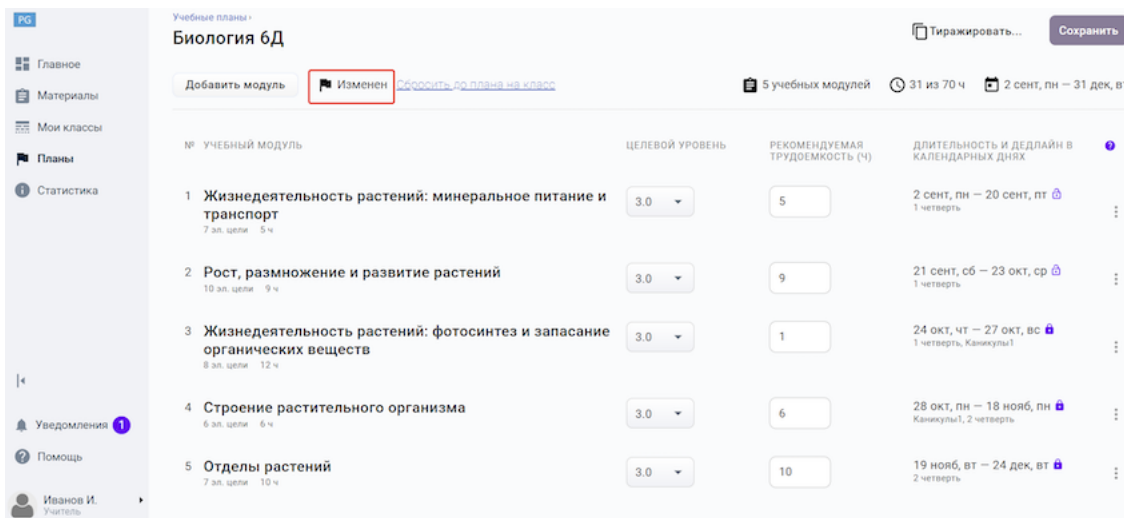 PG
Главное
Материалы
Мои классы
Планы
Статистика
Уведомления 1
Помощь
Иванов И.
Учитель
Учебные планы ›
Биология 6Д
Тиражировать...
Сохранить
Добавить модуль
Изменен
Сбросить до плана на класс
5 учебных модулей
31 из 70 ч
2 сент, пн — 31 дек, вт
№ УЧЕБНЫЙ МОДУЛЬ
ЦЕЛЕВОЙ УРОВЕНЬ
РЕКОМЕНДУЕМАЯ
ТРУДОЕМКОСТЬ (Ч)
ДЛИТЕЛЬНОСТЬ И ДЕДЛАЙН В
КАЛЕНДАРНЫХ ДНЯХ
?
1 Жизнедеятельность растений: минеральное питание и
транспорт
7 эл. цели 5 ч
3.0
5
2 сент, пн — 20 сент, пт
1 четверть
2 Рост, размножение и развитие растений
10 эл. цели 9 ч
3.0
9
21 сент, сб — 23 окт, ср
1 четверть
3 Жизнедеятельность растений: фотосинтез и запасание
органических веществ
8 эл. цели 12 ч
3.0
1
24 окт, чт — 27 окт, вс
1 четверть, Каникулы1
4 Строение растительного организма
6 эл. цели 6 ч
3.0
6
28 окт, пн — 18 нояб, пн
Каникулы1, 2 четверть
5 Отделы растений
7 эл. цели 10 ч
3.0
10
19 нояб, вт — 24 дек, вт
2 четверть